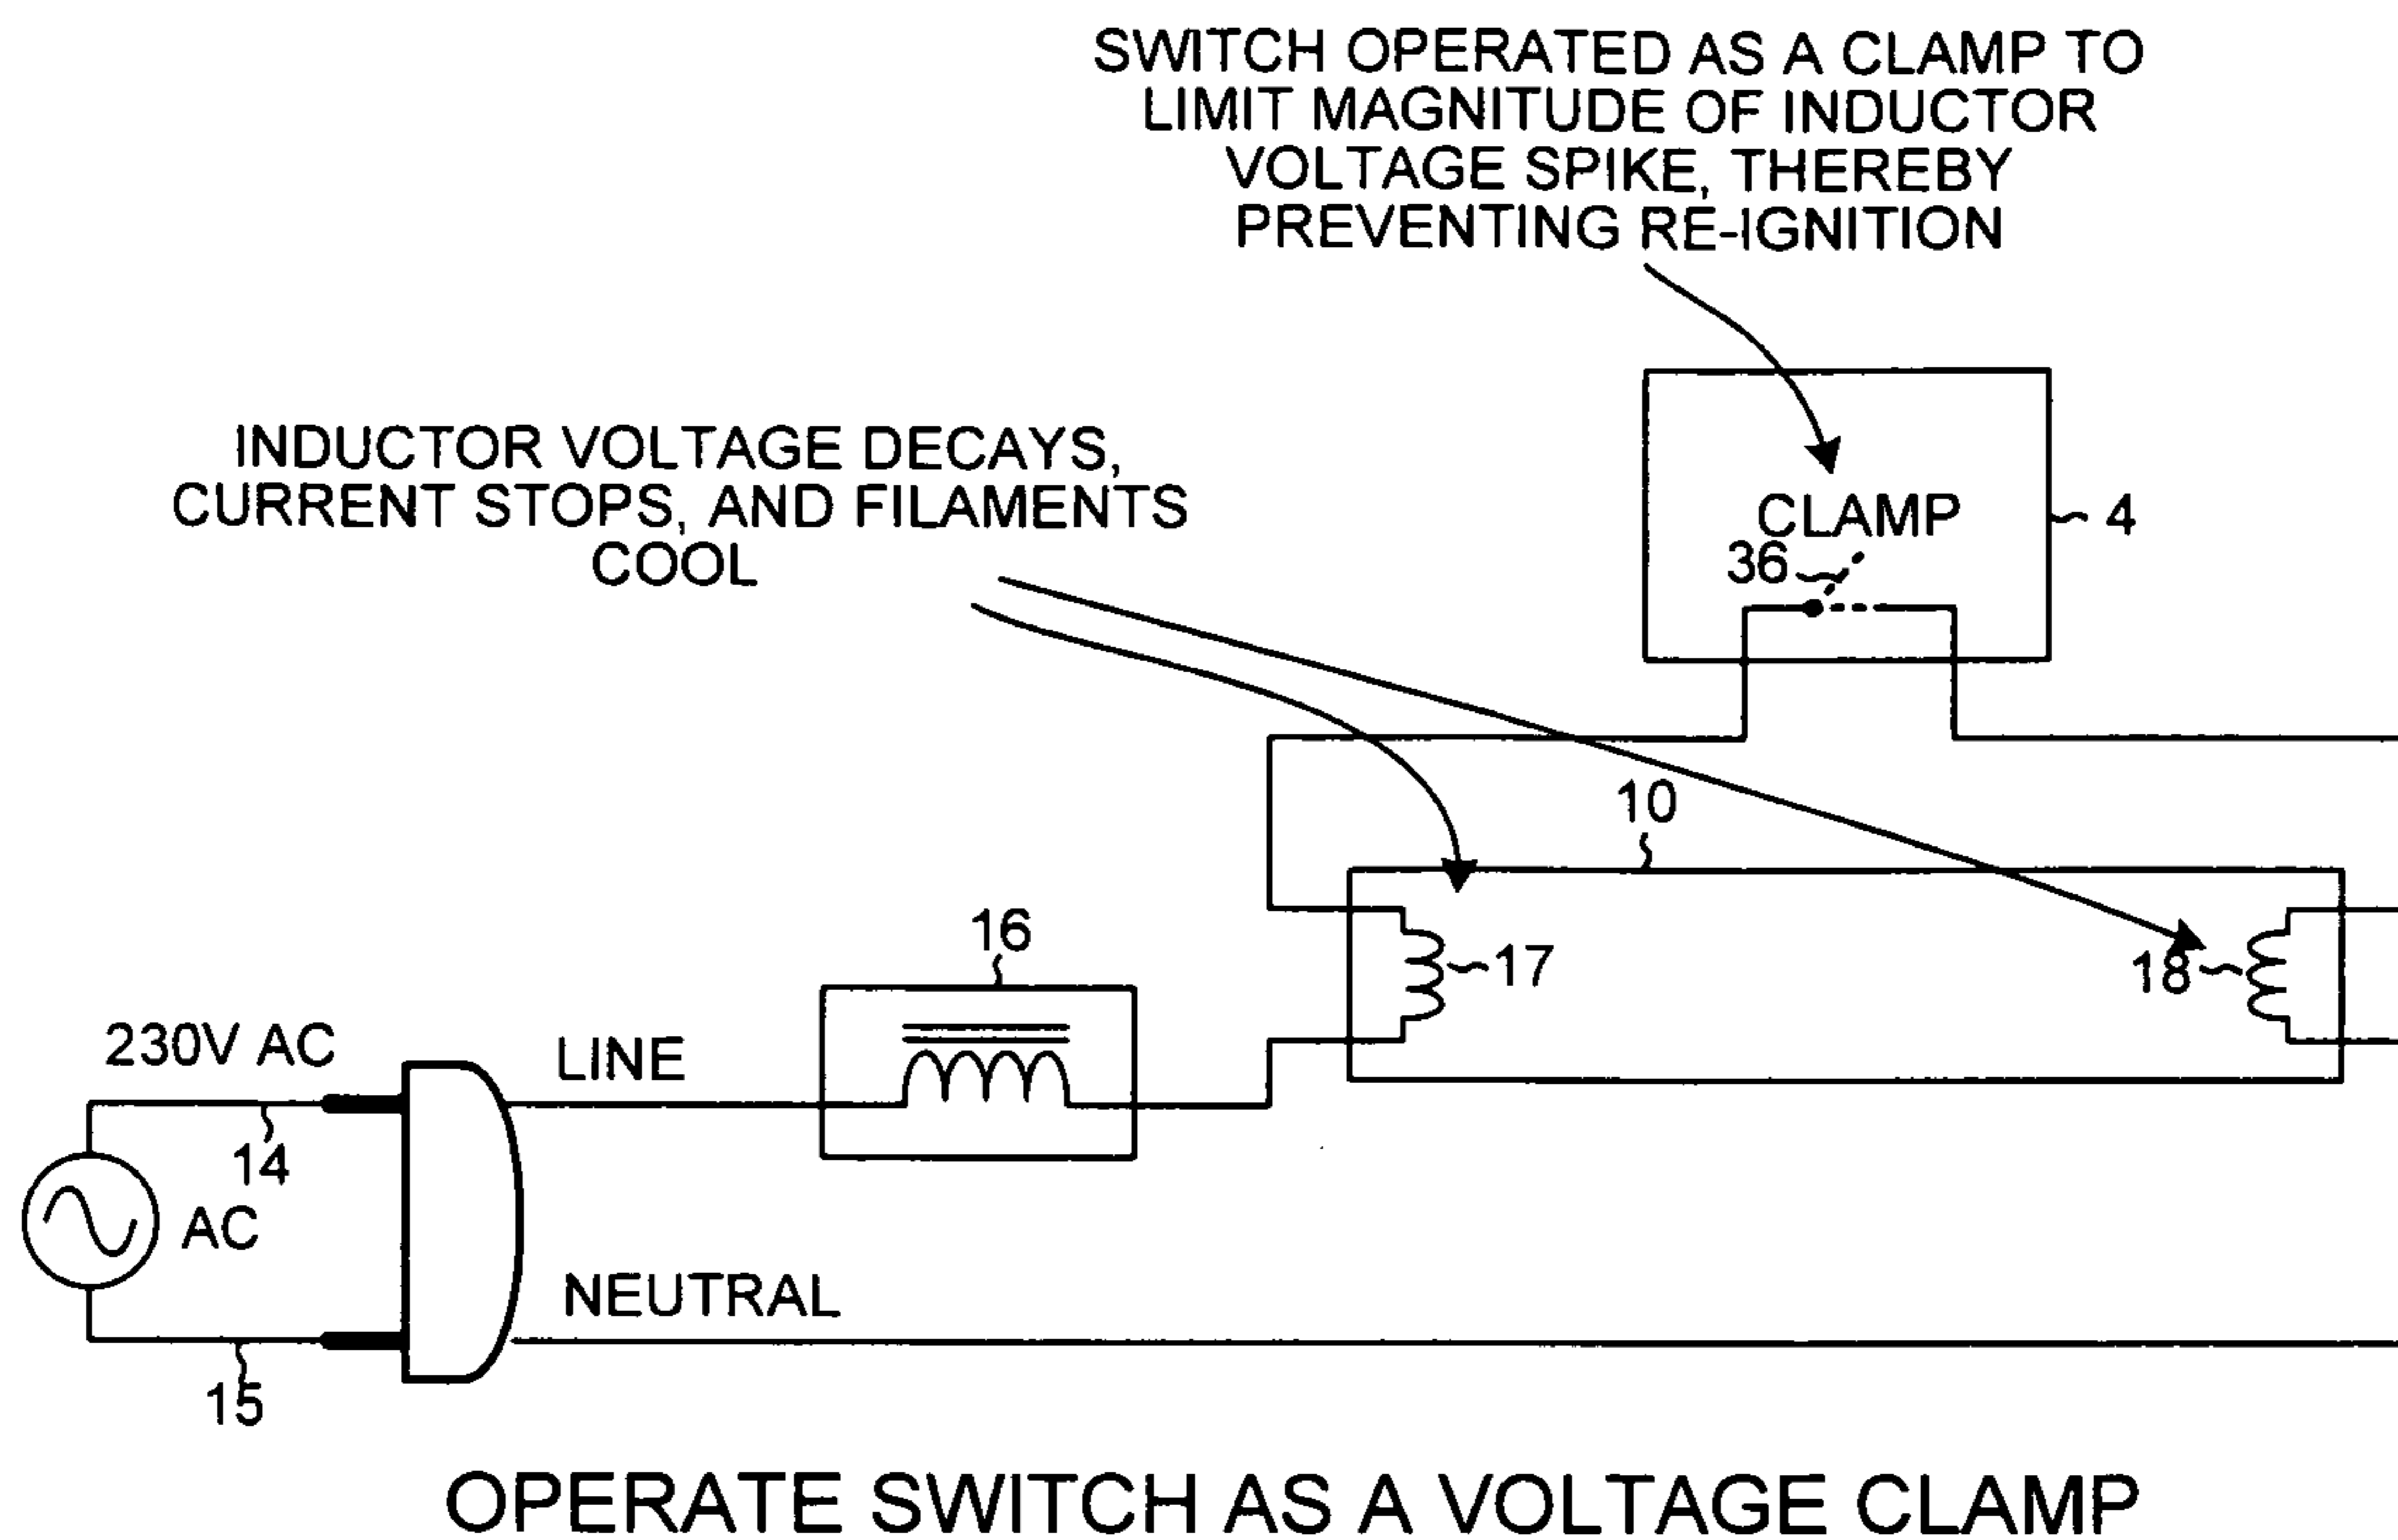 SWITCH OPERATED AS A CLAMP TO
LIMIT MAGNITUDE OF INDUCTOR
VOLTAGE SPIKE, THEREBY
PREVENTING RE-IGNITION
INDUCTOR VOLTAGE DECAYS,
CURRENT STOPS, AND FILAMENTS
COOL
CLAMP
4
36
10
16
17
18
230V AC
LINE
14
AC
NEUTRAL
15
OPERATE SWITCH AS A VOLTAGE CLAMP